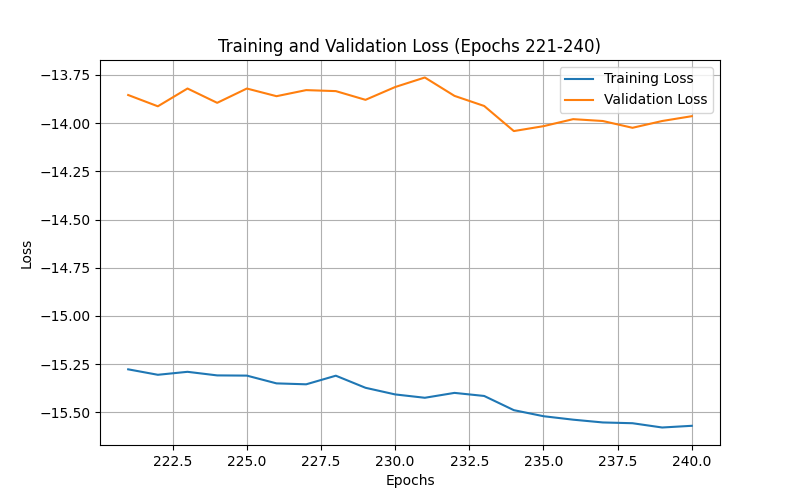 Training and Validation Loss (Epochs 221-240)
Training Loss
Validation Loss
−13.75
−14.00
−14.25
−14.50
−14.75
−15.00
−15.25
−15.50
Loss
222.5 225.0 227.5 230.0 232.5 235.0 237.5 240.0
Epochs